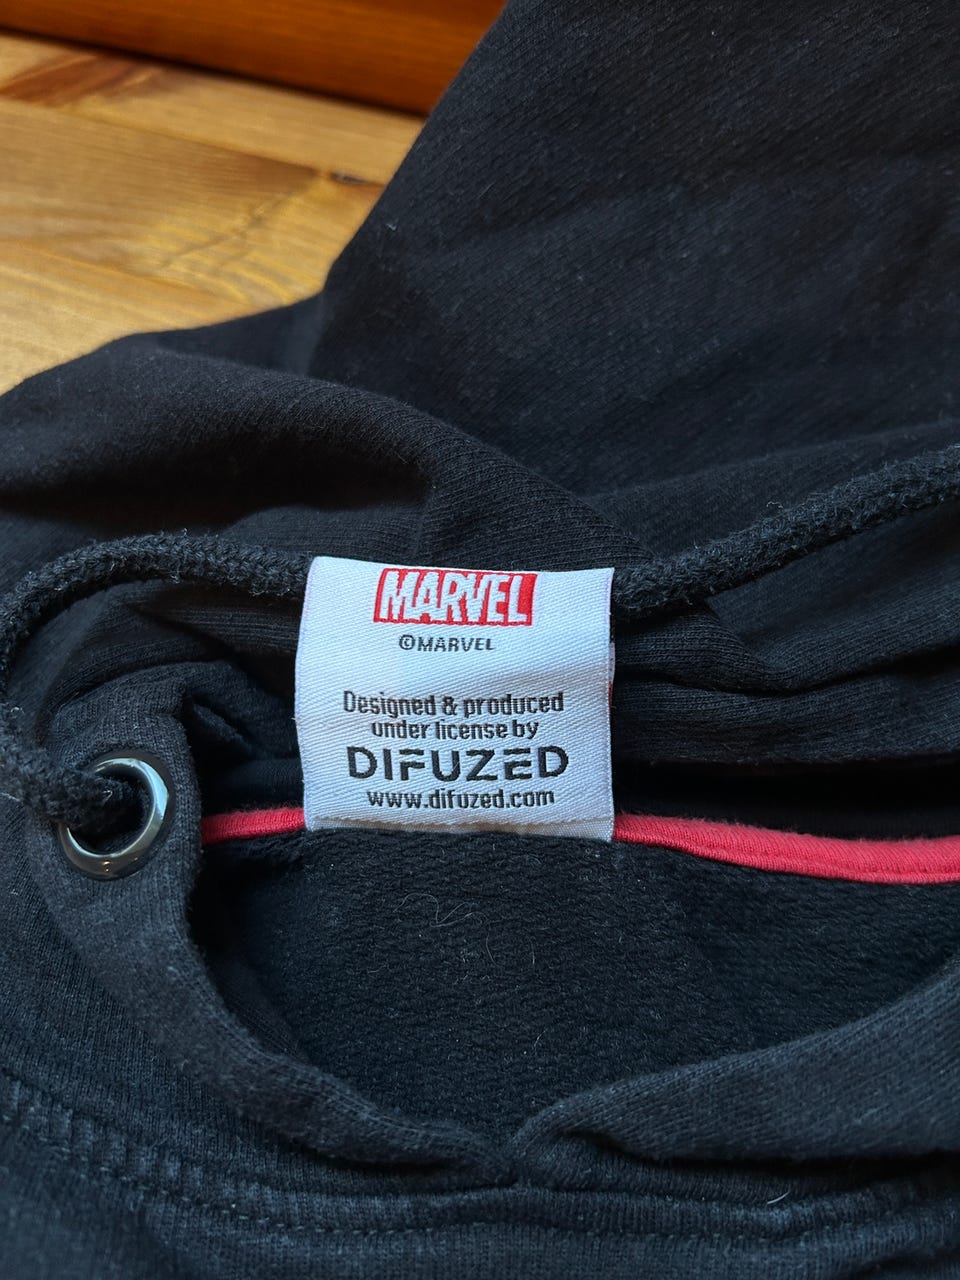 MARVEL
©MARVEL
Designed & produced
under license by
DIFUZED
www.difuzed.com